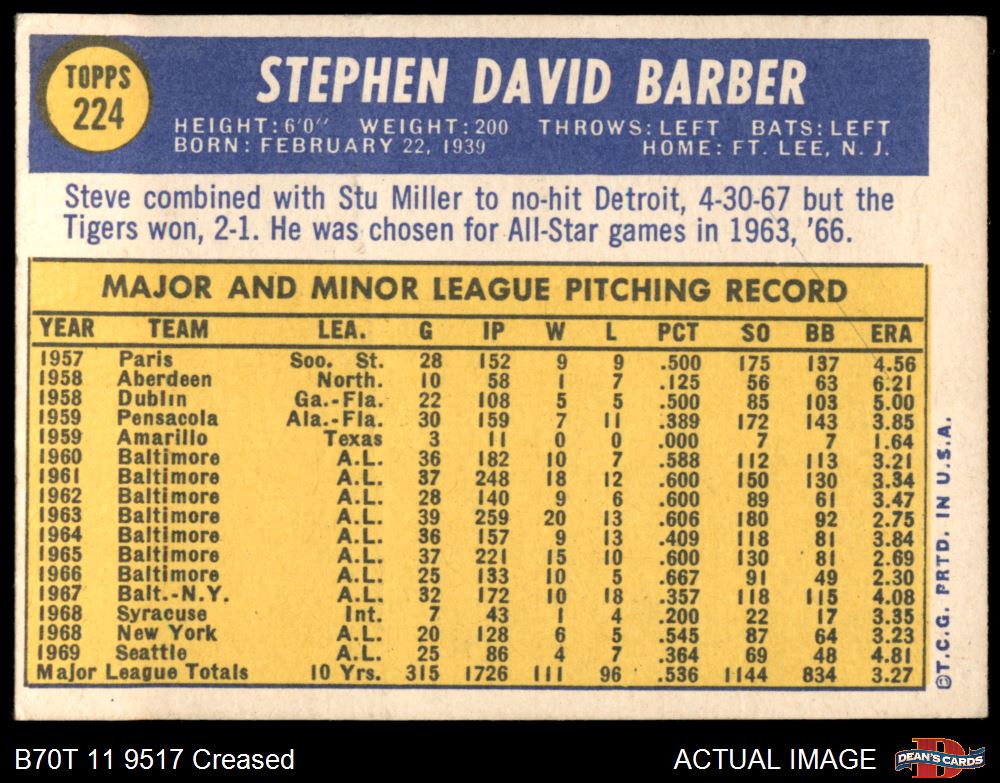 TOPPS
224
STEPHEN DAVID BARBER
HEIGHT: 6'0" WEIGHT: 200 THROWS: LEFT BATS: LEFT
BORN: FEBRUARY 22, 1939 HOME: FT. LEE, N. J.
Steve combined with Stu Miller to no-hit Detroit, 4-30-67 but the
Tigers won, 2-1. He was chosen for All-Star games in 1963, '66.
MAJOR AND MINOR LEAGUE PITCHING RECORD
YEAR TEAM LEA. G IP W L PCT SO BB ERA
1957 Paris Soo. St. 28 152 9 9 .500 175 137 4.56
1958 Aberdeen North. 10 58 1 7 .125 56 63 6.21
1958 Dublin Ga.-Fla. 22 108 5 5 .500 85 103 5.00
1959 Pensacola Ala.-Fla. 30 159 7 11 .389 172 143 3.85
1959 Amarillo Texas 3 11 0 0 .000 7 7 1.64
1960 Baltimore A.L. 36 182 10 7 .588 112 113 3.21
1961 Baltimore A.L. 37 248 18 12 .600 150 130 3.34
1962 Baltimore A.L. 28 140 9 6 .600 89 61 3.47
1963 Baltimore A.L. 39 259 20 13 .606 180 92 2.75
1964 Baltimore A.L. 36 157 9 13 .409 118 81 3.84
1965 Baltimore A.L. 37 221 15 10 .600 130 81 2.69
1966 Baltimore A.L. 25 133 10 5 .667 91 49 2.30
1967 Balt.-N.Y. A.L. 32 172 10 18 .357 118 115 4.08
1968 Syracuse Int. 7 43 1 4 .200 22 17 3.35
1968 New York A.L. 20 128 6 5 .545 87 64 3.23
1969 Seattle A.L. 25 86 4 7 .364 69 48 4.81
Major League Totals 10 Yrs. 315 1726 111 96 .536 1144 834 3.27
©T.C.G. PRTD. IN U.S.A.
B70T 11 9517 Creased
ACTUAL IMAGE
D
DEAN'S CARDS